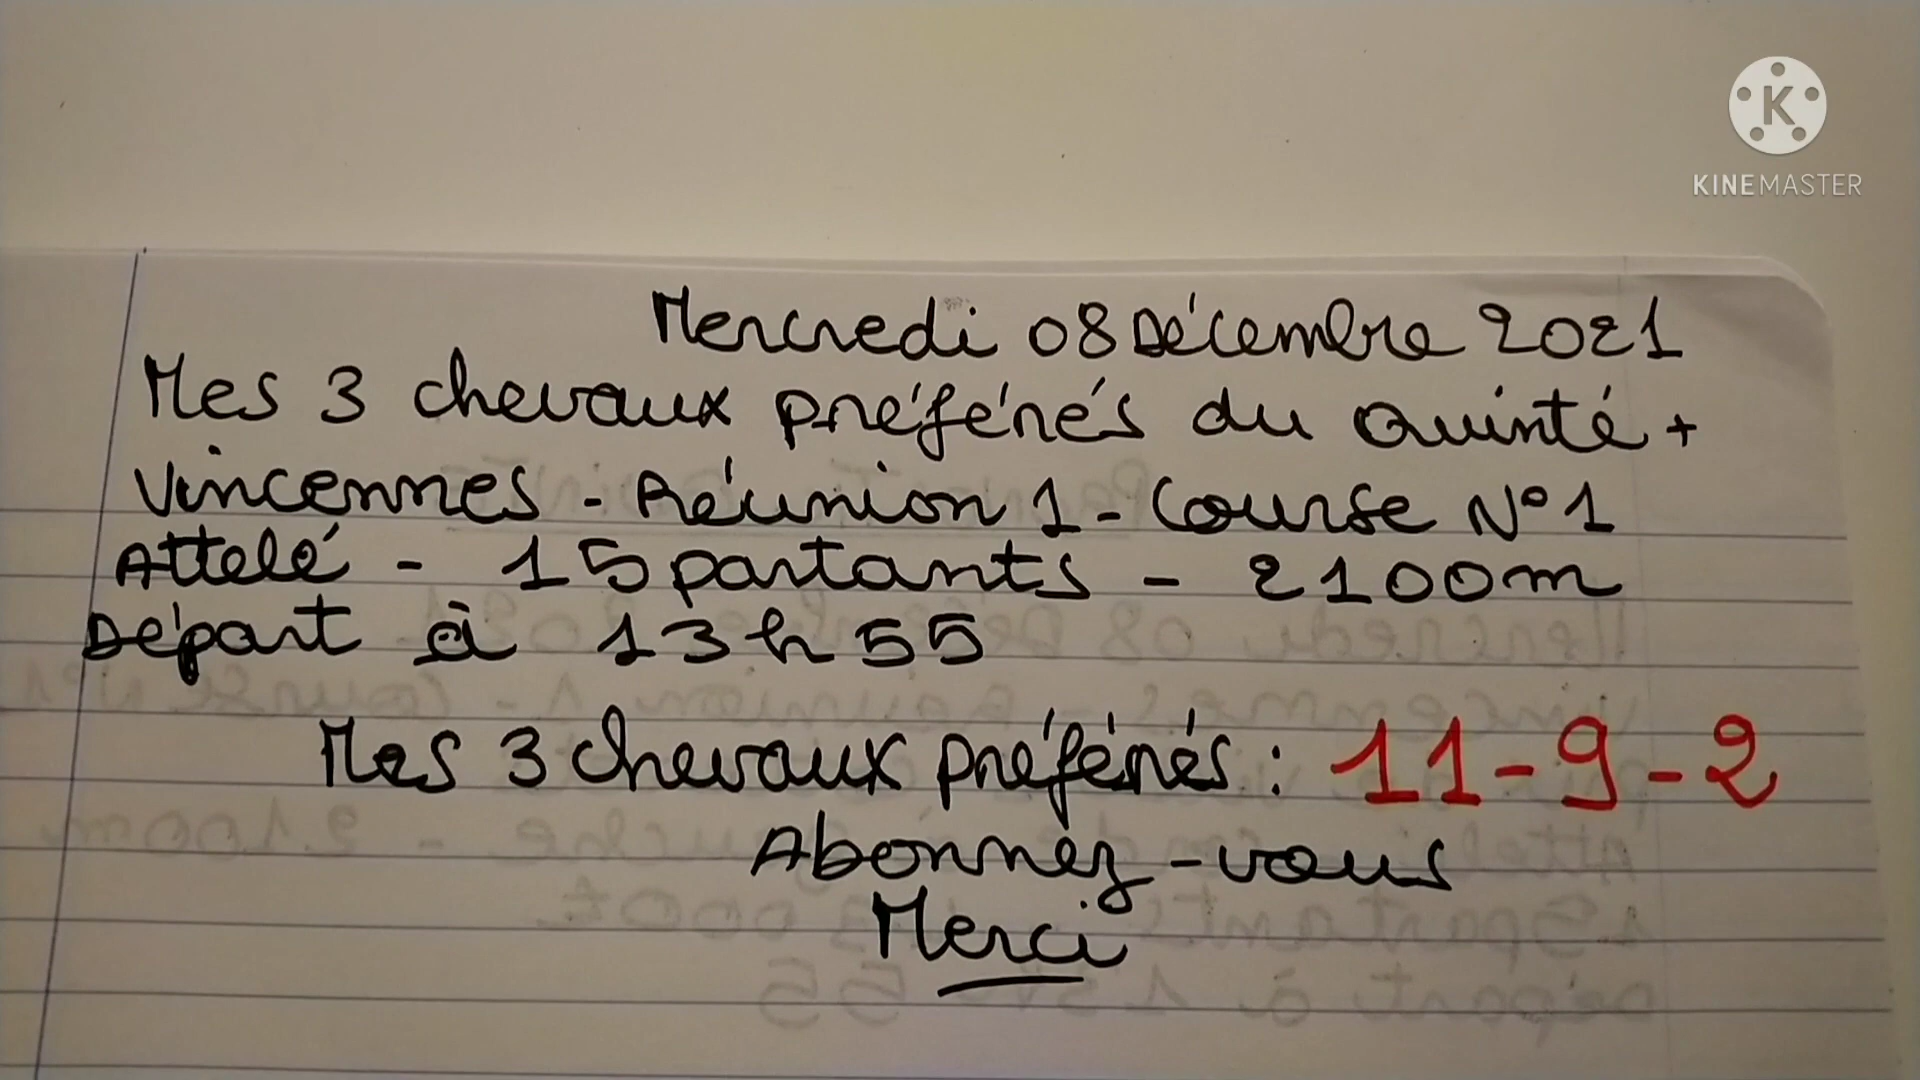 KINEMASTER
Mercredi 08 Décembre 2021
Mes 3 chevaux préférés du Quinté +
Vincennes - Réunion 1 - Course N°1
Attelé - 15 partants - 2100m
Départ à 13h55
Mes 3 chevaux préférés : 11-9-2
Abonnez-vous
Merci